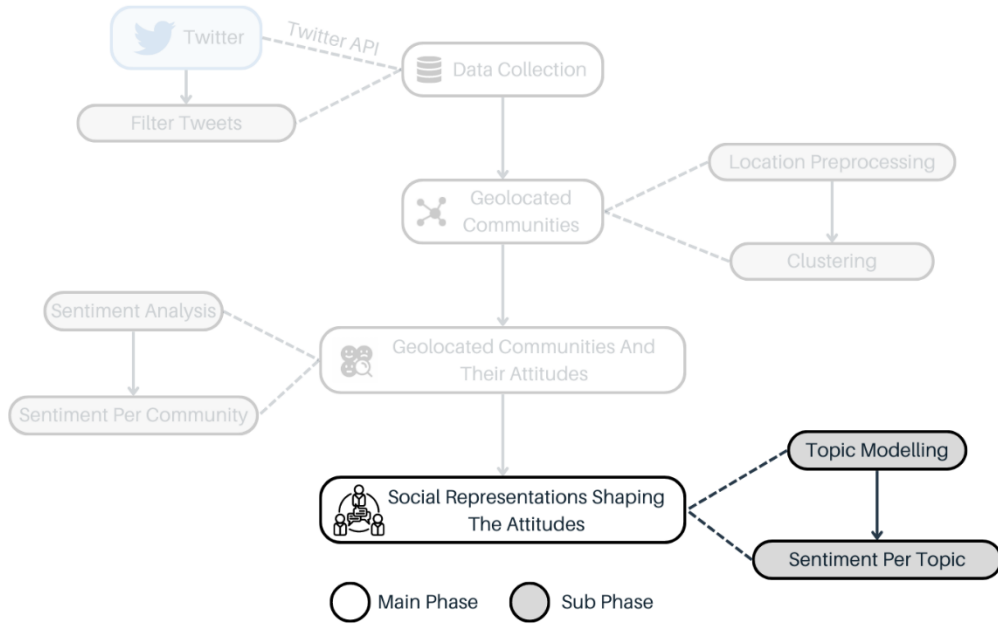 Twitter
Twitter API
Data Collection
Filter Tweets
Geolocated
Communities
Location Preprocessing
Clustering
Sentiment Analysis
Geolocated Communities And
Their Attitudes
Sentiment Per Community
Topic Modelling
Social Representations Shaping
The Attitudes
Sentiment Per Topic
Main Phase
Sub Phase